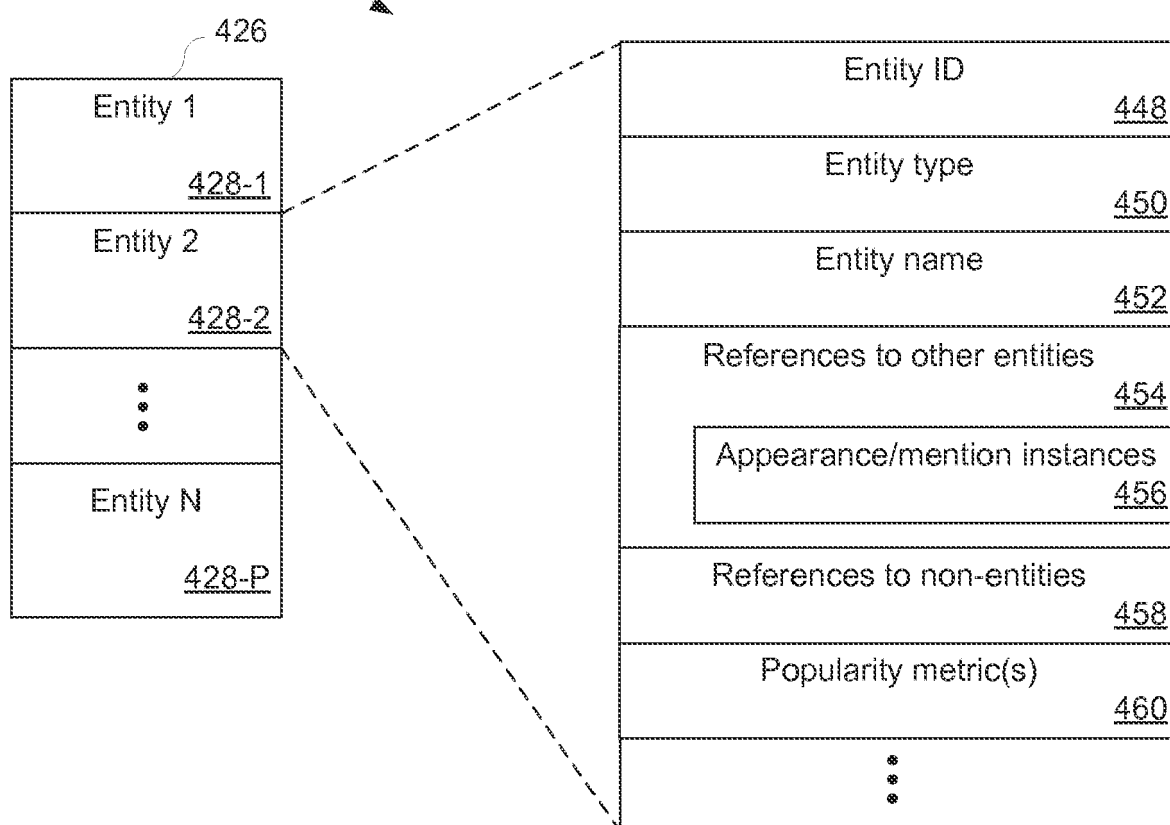 426
Entity 1
428-1
Entity 2
428-2
Entity N
428-P
Entity ID
448
Entity type
450
Entity name
452
References to other entities
454
Appearance/mention instances
456
References to non-entities
458
Popularity metric(s)
460